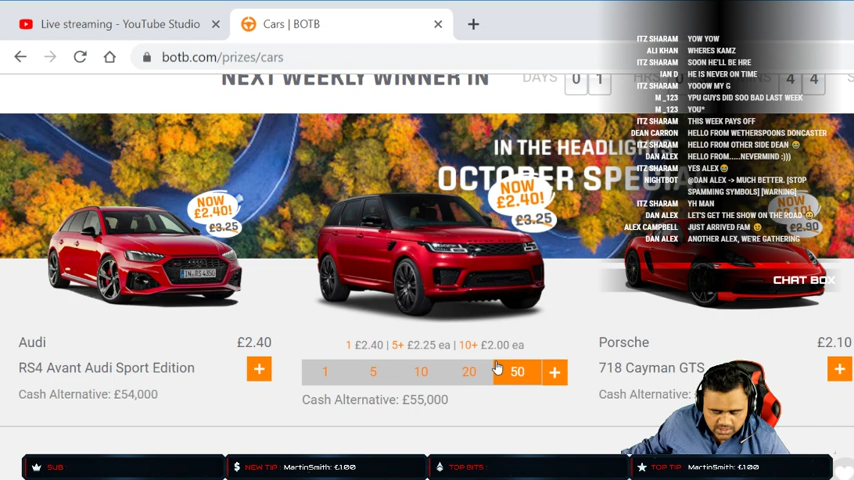 Live streaming - YouTube Studio
Cars | BOTB
botb.com/prizes/cars
NEXT WEEKLY WINNER IN
DAYS 0 1
4 4
IN THE HEADLIGHTS
OCTOBER SPECIA
NOW £2.40! £3.25
NOW £2.40! £3.25
£2.90
ITZ SHARAM YOW YOW
ALI KHAN WHERES KAMZ
ITZ SHARAM SOON HE'LL BE HRE
IAN D HE IS NEVER ON TIME
ITZ SHARAM YOOOW MY G
M _123 YPU GUYS DID SOO BAD LAST WEEK
M _123 YOU*
ITZ SHARAM THIS WEEK PAYS OFF
DEAN CARRON HELLO FROM WETHERSPOONS DONCASTER
ITZ SHARAM HELLO FROM OTHER SIDE DEAN
DAN ALEX HELLO FROM.....NEVERMIND :)))
ITZ SHARAM YES ALEX
NIGHTBOT @DAN ALEX -> MUCH BETTER. [STOP
SPAMMING SYMBOLS] [WARNING]
ITZ SHARAM YH MAN
DAN ALEX LET'S GET THE SHOW ON THE ROAD
ALEX CAMPBELL JUST ARRIVED FAM
DAN ALEX ANOTHER ALEX, WE'RE GATHERING
CHAT BOX
Audi £2.40
RS4 Avant Audi Sport Edition +
Cash Alternative: £54,000
1 £2.40 | 5+ £2.25 ea | 10+ £2.00 ea
1 5 10 20 50 +
Cash Alternative: £55,000
Porsche £2.10
718 Cayman GTS +
Cash Alternative
SUB:
NEW TIP: MartinSmith: £1.00
TOP BITS:
TOP TIP: MartinSmith: £1.00